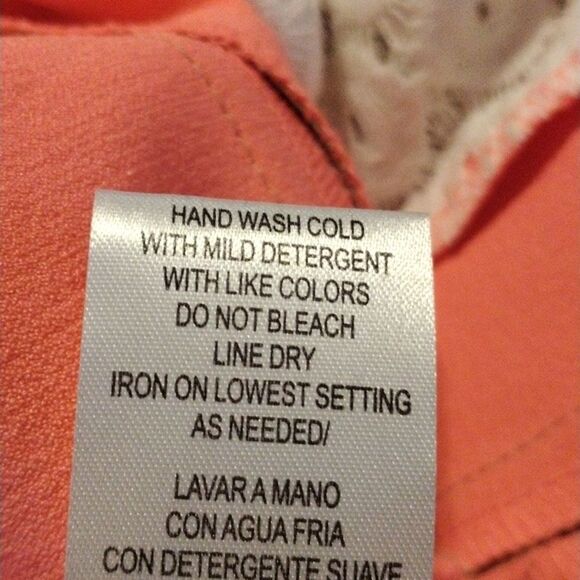 HAND WASH COLD
WITH MILD DETERGENT
WITH LIKE COLORS
DO NOT BLEACH
LINE DRY
IRON ON LOWEST SETTING
AS NEEDED/
LAVAR A MANO
CON AGUA FRIA
CON DETERGENTE SUAVE